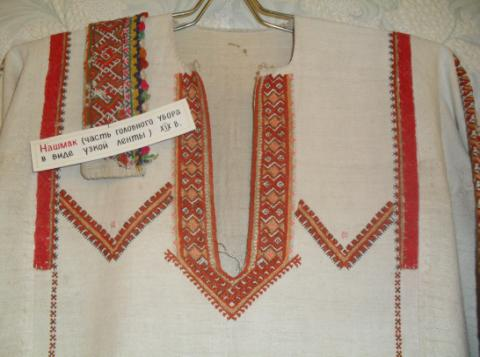 Нашмак (часть головного убора
в виде узкой ленты) XIX в.